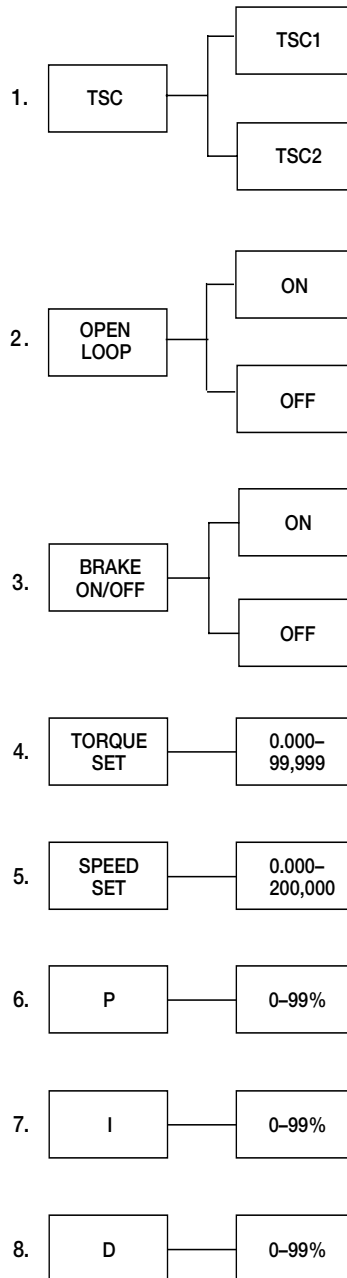 TSC1
1.
TSC
TSC2
ON
2.
OPEN
LOOP
OFF
ON
3.
BRAKE
ON/OFF
OFF
4.
TORQUE
SET
0.000–
99,999
5.
SPEED
SET
0.000–
200,000
6.
P
0–99%
7.
I
0–99%
8.
D
0–99%